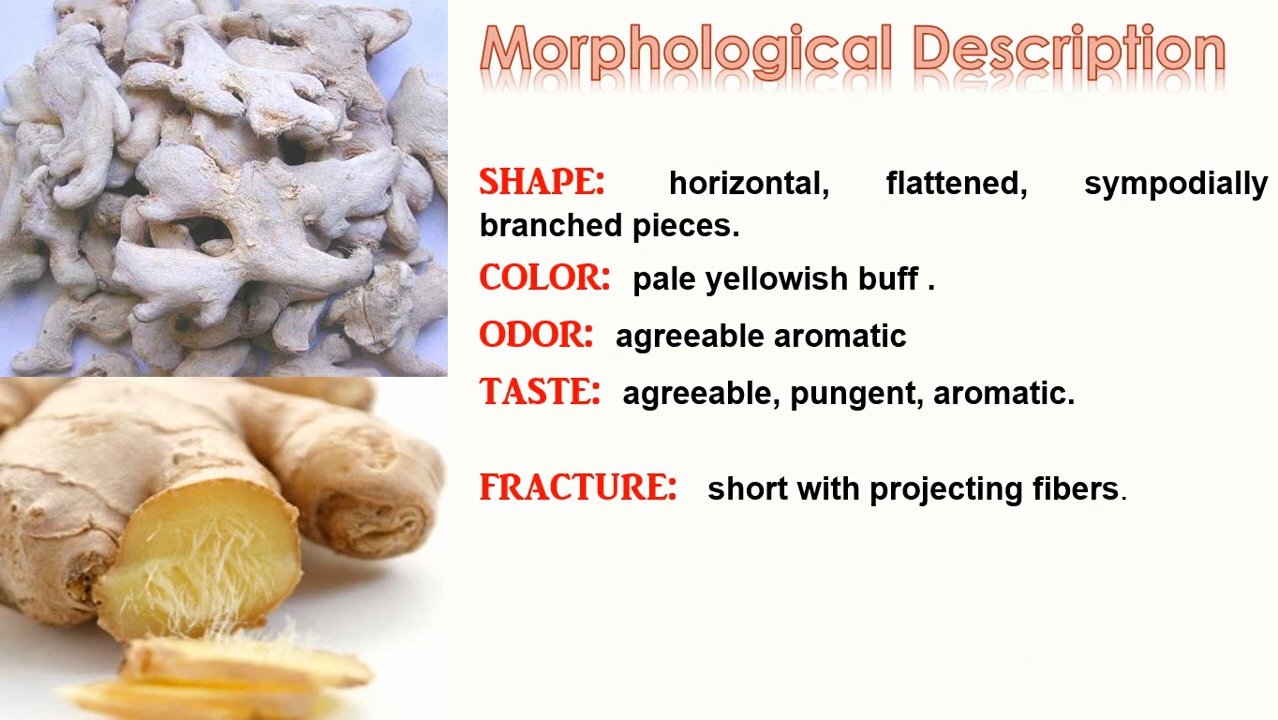 Morphological Description
SHAPE: horizontal, flattened, sympodially
branched pieces.
COLOR: pale yellowish buff .
ODOR: agreeable aromatic
TASTE: agreeable, pungent, aromatic.
FRACTURE: short with projecting fibers.